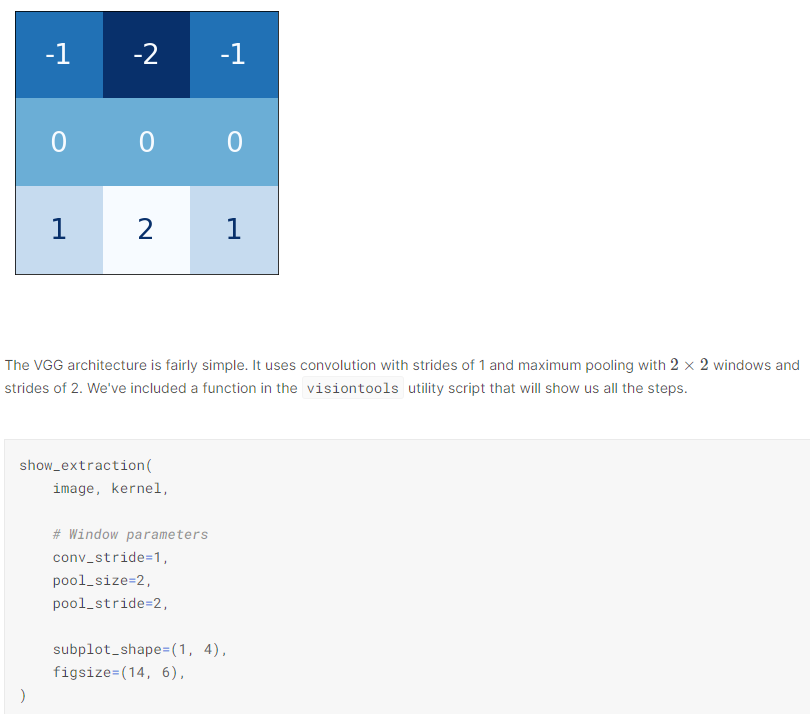 -1 -2 -1
0 0 0
1 2 1
The VGG architecture is fairly simple. It uses convolution with strides of 1 and maximum pooling with 2 × 2 windows and
strides of 2. We've included a function in the visiontools utility script that will show us all the steps.
show_extraction(
    image, kernel,
    # Window parameters
    conv_stride=1,
    pool_size=2,
    pool_stride=2,
    subplot_shape=(1, 4),
    figsize=(14, 6),
)